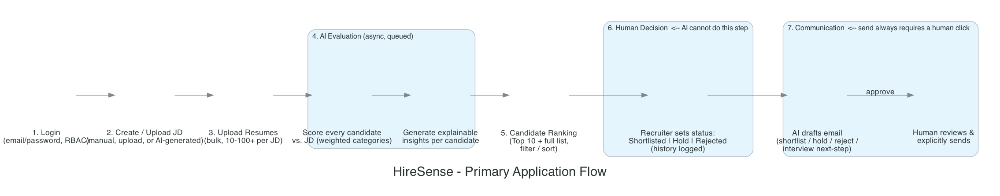 4. AI Evaluation (async, queued)
6. Human Decision <-- AI cannot do this step
7. Communication <-- send always requires a human click
approve
1. Login
(email/password, RBAC)
2. Create / Upload JD
(manual, upload, or AI-generated)
3. Upload Resumes
(bulk, 10-100+ per JD)
Score every candidate
vs. JD (weighted categories)
Generate explainable
insights per candidate
5. Candidate Ranking
(Top 10 + full list,
filter / sort)
Recruiter sets status:
Shortlisted | Hold | Rejected
(history logged)
AI drafts email
(shortlist / hold / reject /
interview next-step)
Human reviews &
explicitly sends
HireSense - Primary Application Flow